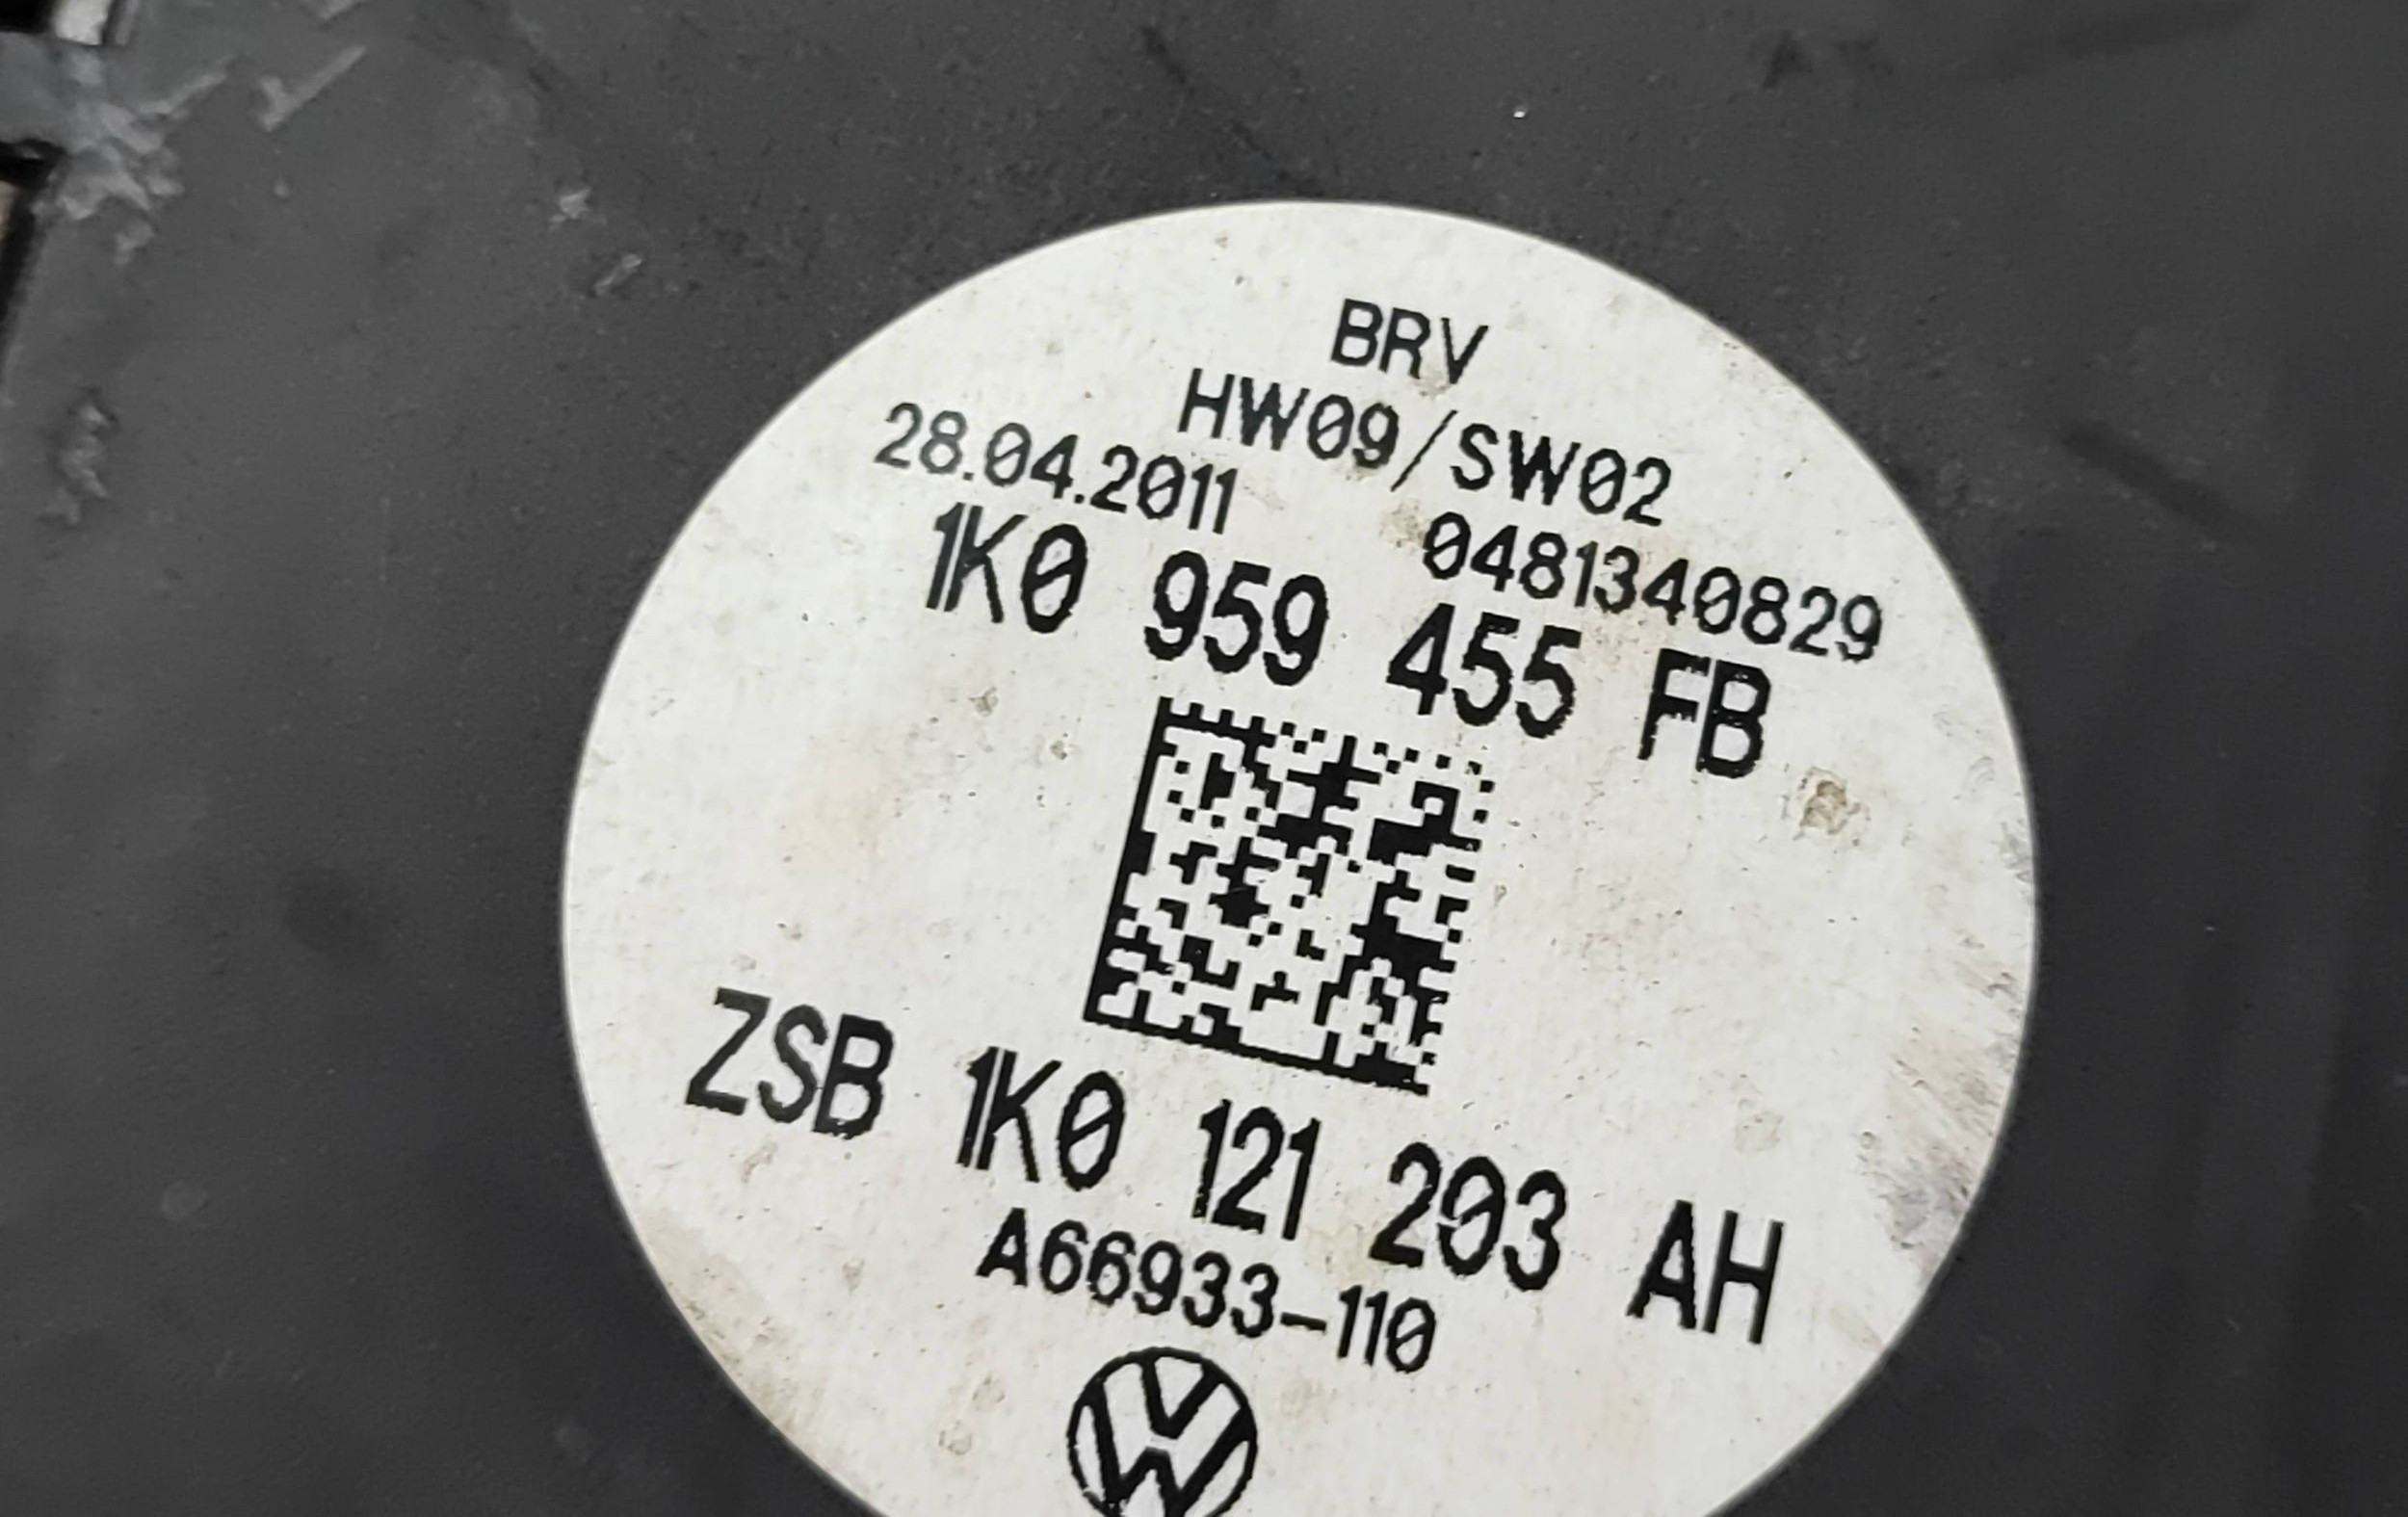 BRV
HW09/SW02
28.04.2011 0481340829
1K0 959 455 FB
ZSB 1K0 121 203 AH
A66933-110